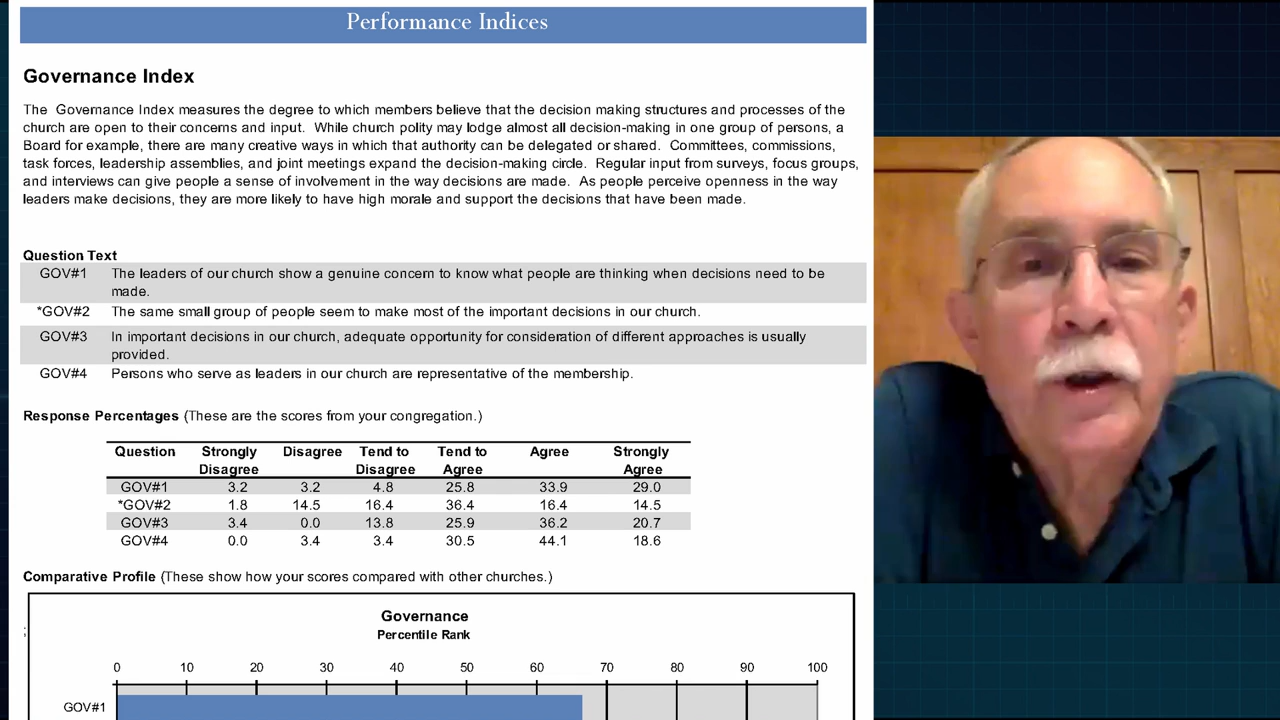 Performance Indices
Governance Index
The Governance Index measures the degree to which members believe that the decision making structures and processes of the
church are open to their concerns and input. While church polity may lodge almost all decision-making in one group of persons, a
Board for example, there are many creative ways in which that authority can be delegated or shared. Committees, commissions,
task forces, leadership assemblies, and joint meetings expand the decision-making circle. Regular input from surveys, focus groups,
and interviews can give people a sense of involvement in the way decisions are made. As people perceive openness in the way
leaders make decisions, they are more likely to have high morale and support the decisions that have been made.
Question Text
GOV#1 The leaders of our church show a genuine concern to know what people are thinking when decisions need to be
made.
*GOV#2 The same small group of people seem to make most of the important decisions in our church.
GOV#3 In important decisions in our church, adequate opportunity for consideration of different approaches is usually
provided.
GOV#4 Persons who serve as leaders in our church are representative of the membership.
Response Percentages (These are the scores from your congregation.)
Question Strongly Disagree Tend to Tend to Agree Strongly
Disagree Disagree Agree Agree
GOV#1 3.2 3.2 4.8 25.8 33.9 29.0
*GOV#2 1.8 14.5 16.4 36.4 16.4 14.5
GOV#3 3.4 0.0 13.8 25.9 36.2 20.7
GOV#4 0.0 3.4 3.4 30.5 44.1 18.6
Comparative Profile (These show how your scores compared with other churches.)
Governance
Percentile Rank
0 10 20 30 40 50 60 70 80 90 100
GOV#1